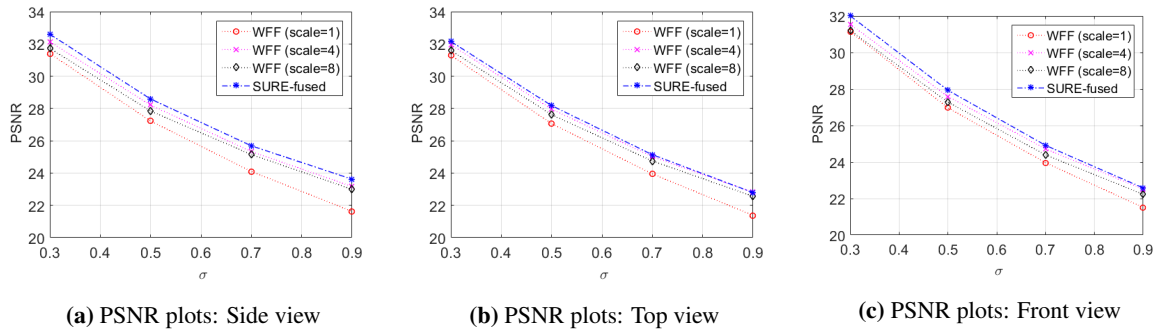 34
32
30
28
26
24
22
20
PSNR
0.3 0.4 0.5 0.6 0.7 0.8 0.9
σ
WFF (scale=1)
WFF (scale=4)
WFF (scale=8)
SURE-fused
(a) PSNR plots: Side view
34
32
30
28
26
24
22
20
PSNR
0.3 0.4 0.5 0.6 0.7 0.8 0.9
σ
WFF (scale=1)
WFF (scale=4)
WFF (scale=8)
SURE-fused
(b) PSNR plots: Top view
32
30
28
26
24
22
20
PSNR
0.3 0.4 0.5 0.6 0.7 0.8 0.9
σ
WFF (scale=1)
WFF (scale=4)
WFF (scale=8)
SURE-fused
(c) PSNR plots: Front view